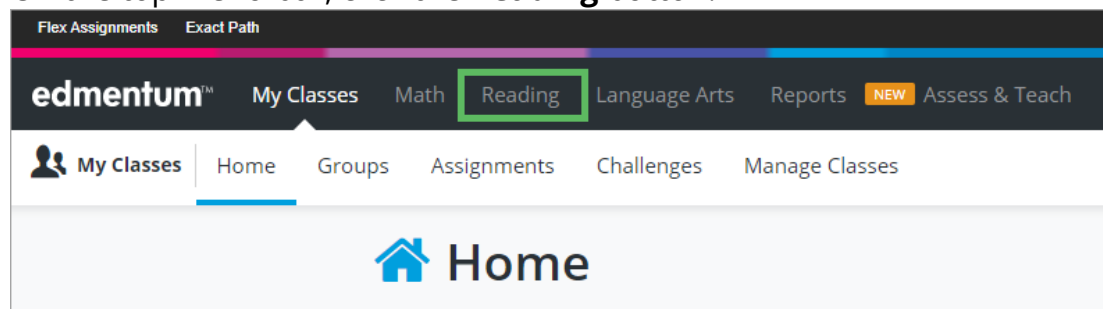 Flex Assignments Exact Path
edmentum™ My Classes Math Reading Language Arts Reports NEW Assess & Teach
My Classes Home Groups Assignments Challenges Manage Classes
Home